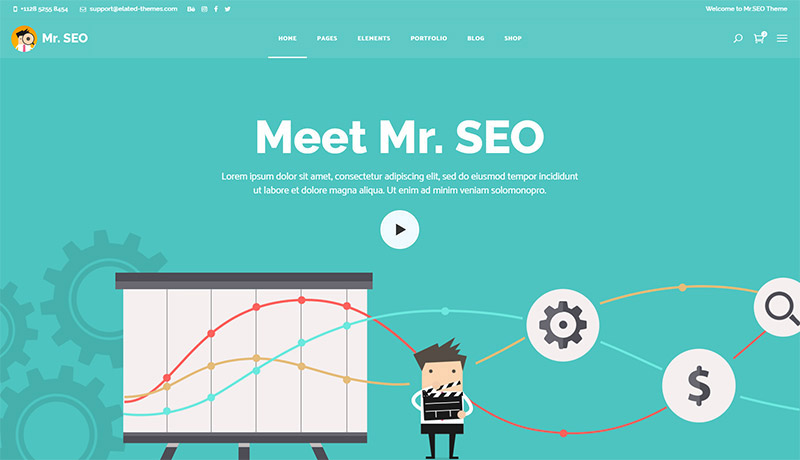 +1128 5255 8454 support@elated-themes.com Welcome to Mr.SEO Theme
Mr. SEO HOME PAGES ELEMENTS PORTFOLIO BLOG SHOP
Meet Mr. SEO
Lorem ipsum dolor sit amet, consectetur adipiscing elit, sed do eiusmod tempor incididunt
ut labore et dolore magna aliqua. Ut enim ad minim veniam solomonopro.
$